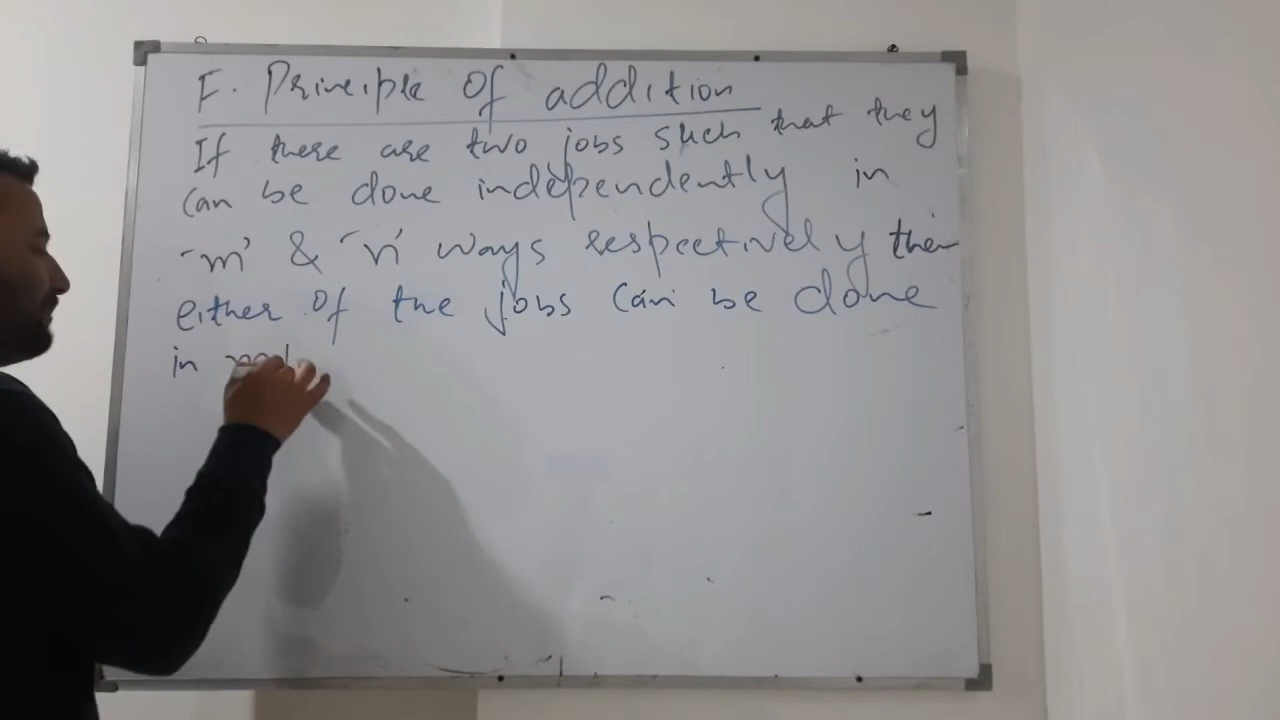 F. Principle Of addition
If there are two jobs such that they
can be done independently in
'm' & 'n' ways respectively then
either of the jobs can be done
in